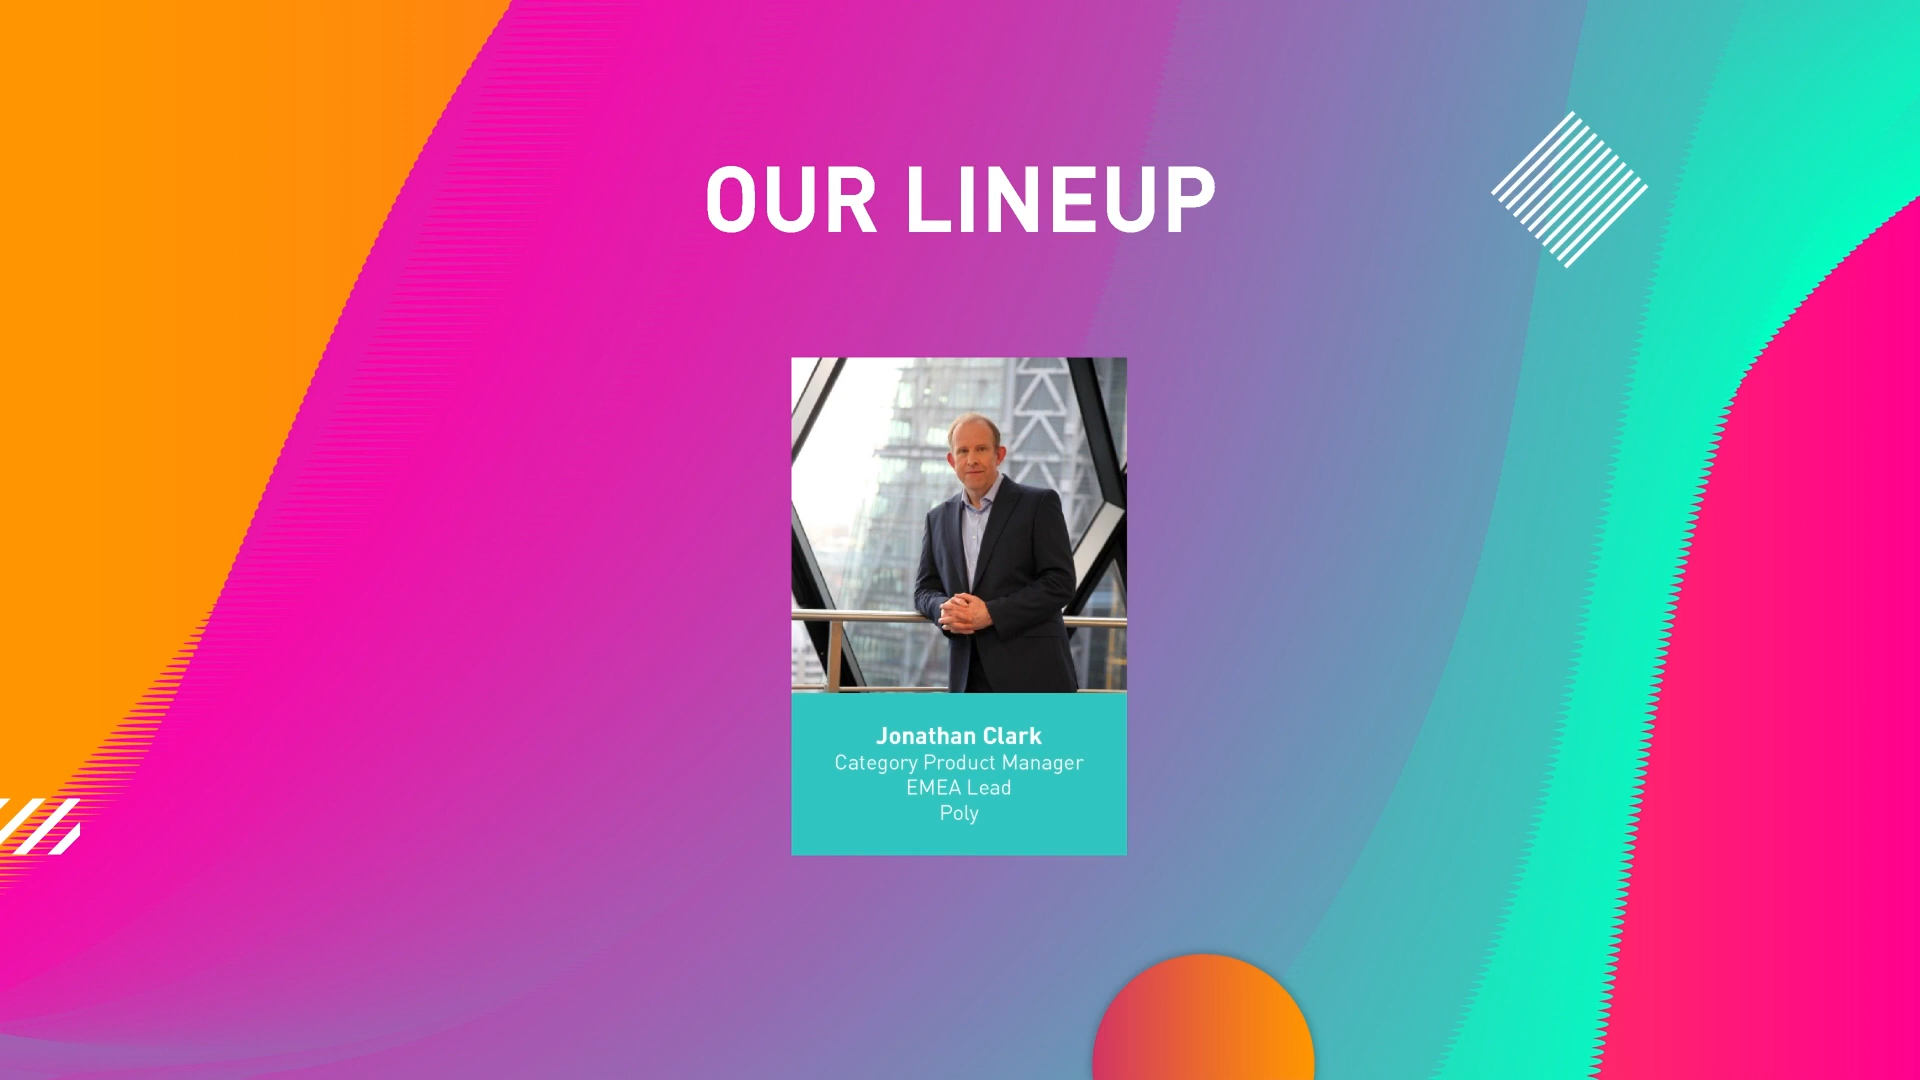 OUR LINEUP
Jonathan Clark
Category Product Manager
EMEA Lead
Poly